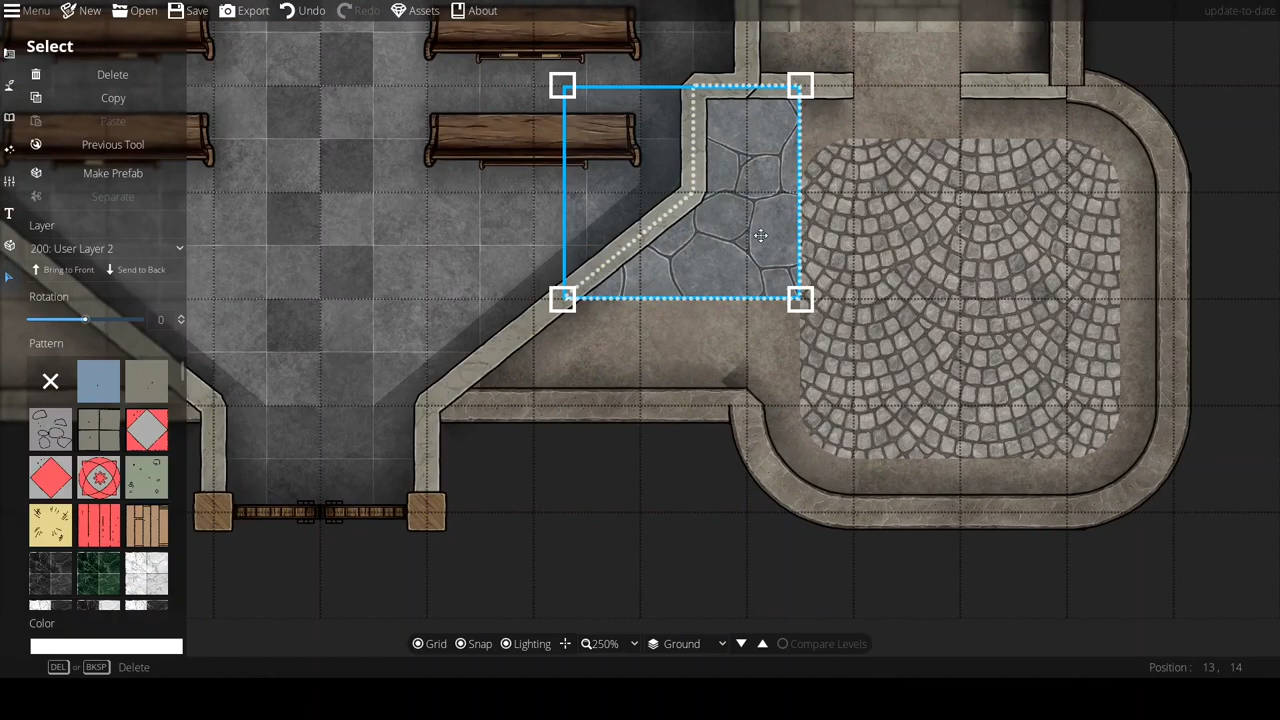 Menu New Open Save Export Undo Redo Assets About update-to-date
Select
Delete
Copy
Paste
Previous Tool
Make Prefab
Separate
Layer
200: User Layer 2
Bring to Front Send to Back
Rotation
0
Pattern
Color
Grid Snap Lighting 250% Ground Compare Levels
DEL or BKSP Delete Position : 13 , 14